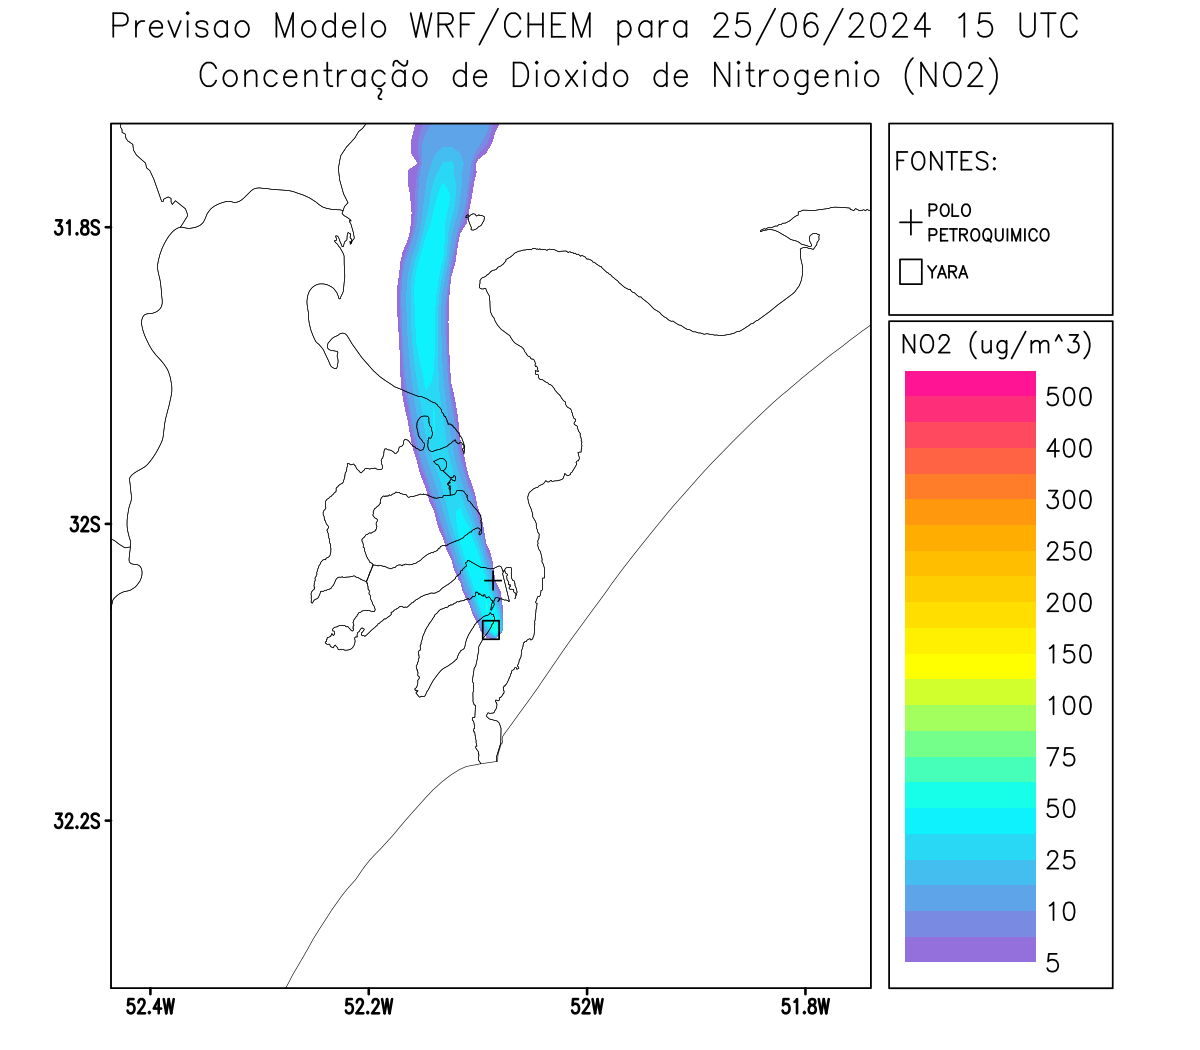 Previsao Modelo WRF/CHEM para 25/06/2024 15 UTC
Concentração de Dioxido de Nitrogenio (NO2)
FONTES:
POLO
PETROQUIMICO
YARA
NO2 (ug/m^3)
500
400
300
250
200
150
100
75
50
25
10
5
31.8S
32S
32.2S
52.4W
52.2W
52W
51.8W